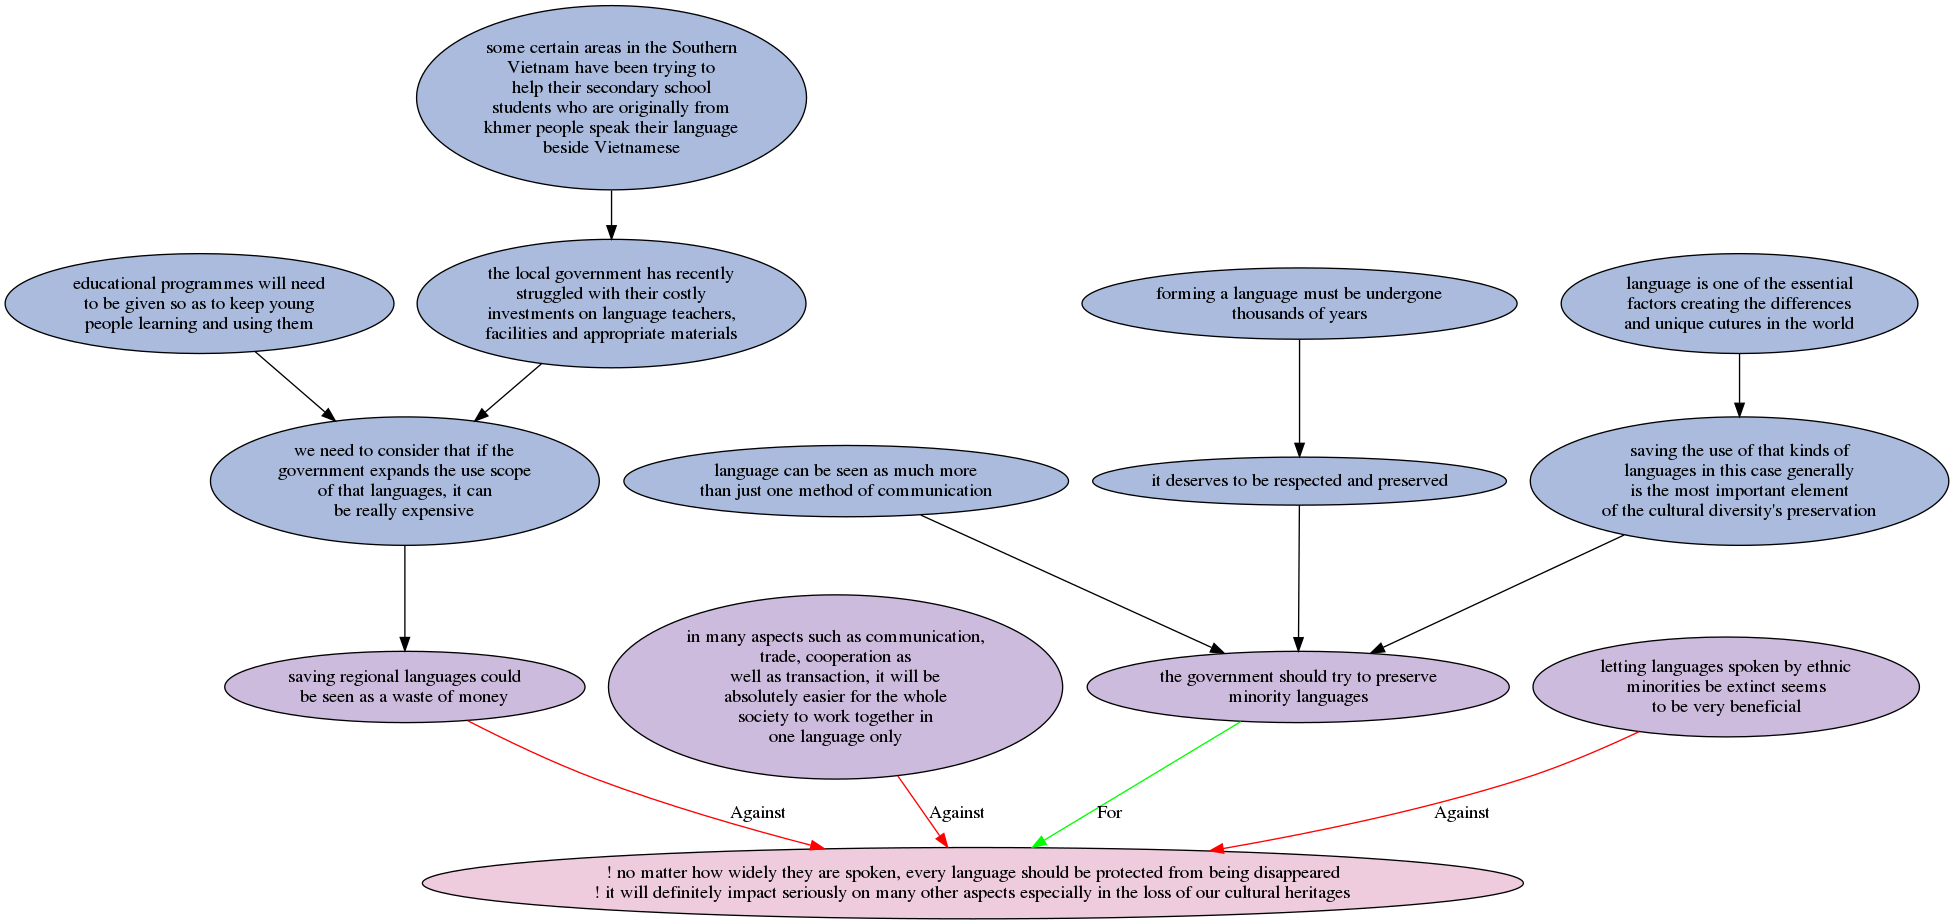 some certain areas in the Southern
Vietnam have been trying to
help their secondary school
students who are originally from
khmer people speak their language
beside Vietnamese
educational programmes will need
to be given so as to keep young
people learning and using them
the local government has recently
struggled with their costly
investments on language teachers,
facilities and appropriate materials
forming a language must be undergone
thousands of years
language is one of the essential
factors creating the differences
and unique cutures in the world
we need to consider that if the
government expands the use scope
of that languages, it can
be really expensive
language can be seen as much more
than just one method of communication
it deserves to be respected and preserved
saving the use of that kinds of
languages in this case generally
is the most important element
of the cultural diversity's preservation
saving regional languages could
be seen as a waste of money
in many aspects such as communication,
trade, cooperation as
well as transaction, it will be
absolutely easier for the whole
society to work together in
one language only
the government should try to preserve
minority languages
letting languages spoken by ethnic
minorities be extinct seems
to be very beneficial
Against
Against
For
Against
! no matter how widely they are spoken, every language should be protected from being disappeared
! it will definitely impact seriously on many other aspects especially in the loss of our cultural heritages